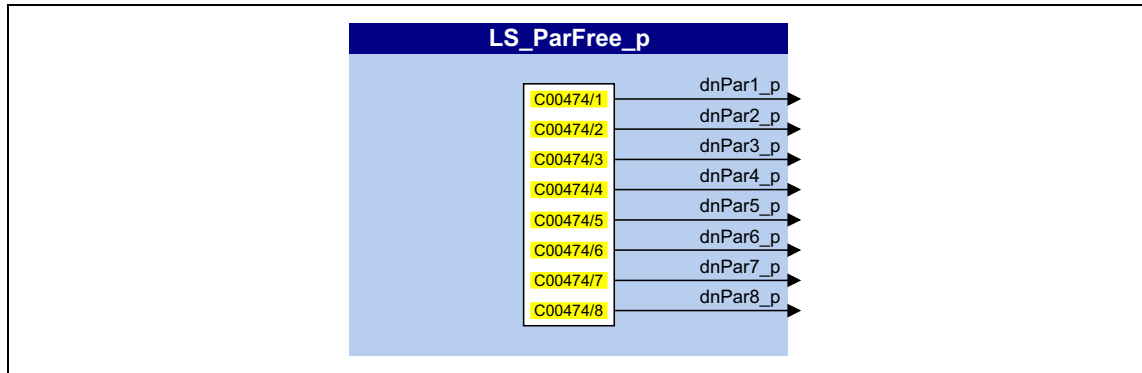 LS_ParFree_p
C00474/1 dnPar1_p
C00474/2 dnPar2_p
C00474/3 dnPar3_p
C00474/4 dnPar4_p
C00474/5 dnPar5_p
C00474/6 dnPar6_p
C00474/7 dnPar7_p
C00474/8 dnPar8_p